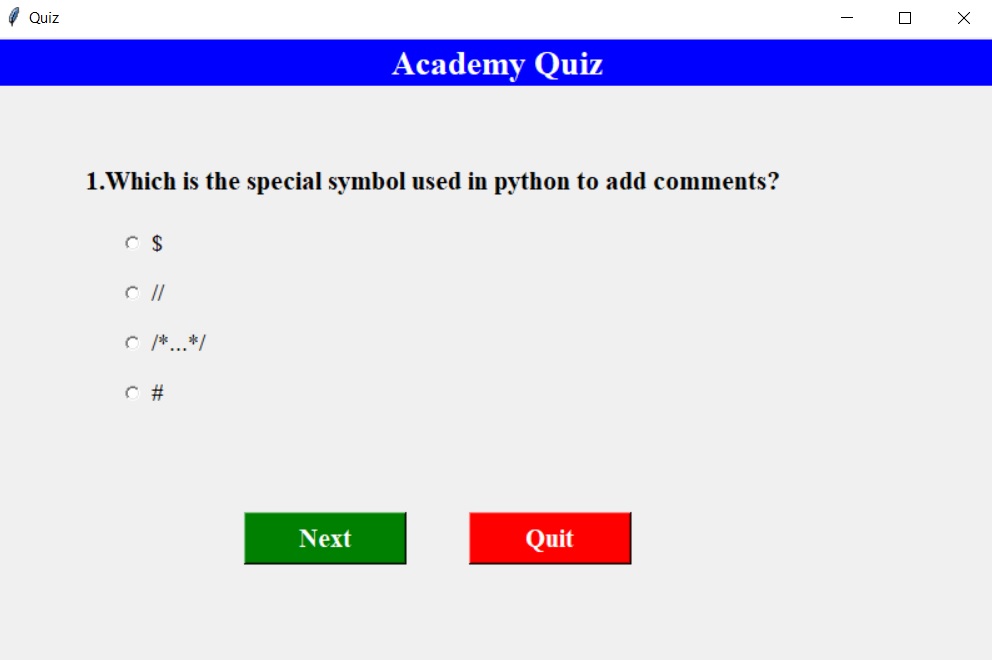 Quiz
Academy Quiz
1.Which is the special symbol used in python to add comments?
$
//
/*...*/
#
Next Quit